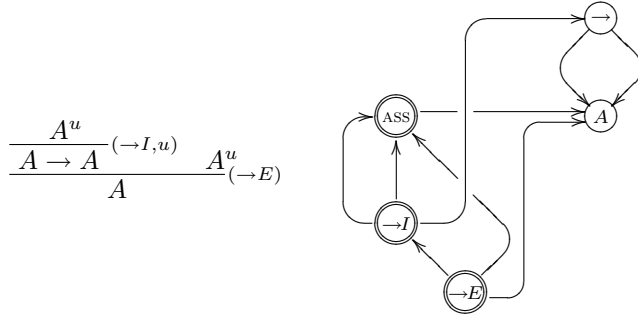 A^u
(→I, u)
A → A
A^u
(→E)
A
→
ASS
A
→I
→E